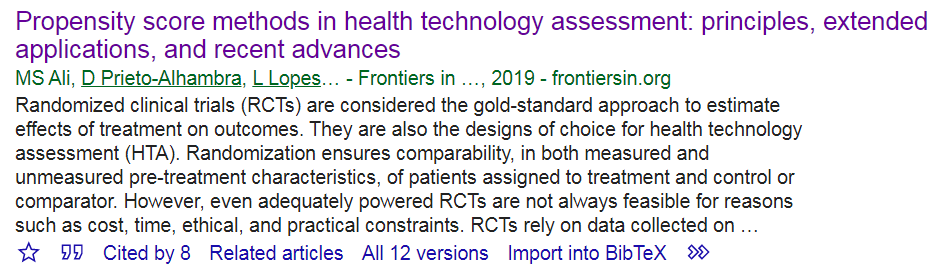 Propensity score methods in health technology assessment: principles, extended
applications, and recent advances
MS Ali, D Prieto-Alhambra, L Lopes… - Frontiers in …, 2019 - frontiersin.org
Randomized clinical trials (RCTs) are considered the gold-standard approach to estimate
effects of treatment on outcomes. They are also the designs of choice for health technology
assessment (HTA). Randomization ensures comparability, in both measured and
unmeasured pre-treatment characteristics, of patients assigned to treatment and control or
comparator. However, even adequately powered RCTs are not always feasible for reasons
such as cost, time, ethical, and practical constraints. RCTs rely on data collected on …
Cited by 8 Related articles All 12 versions Import into BibTeX